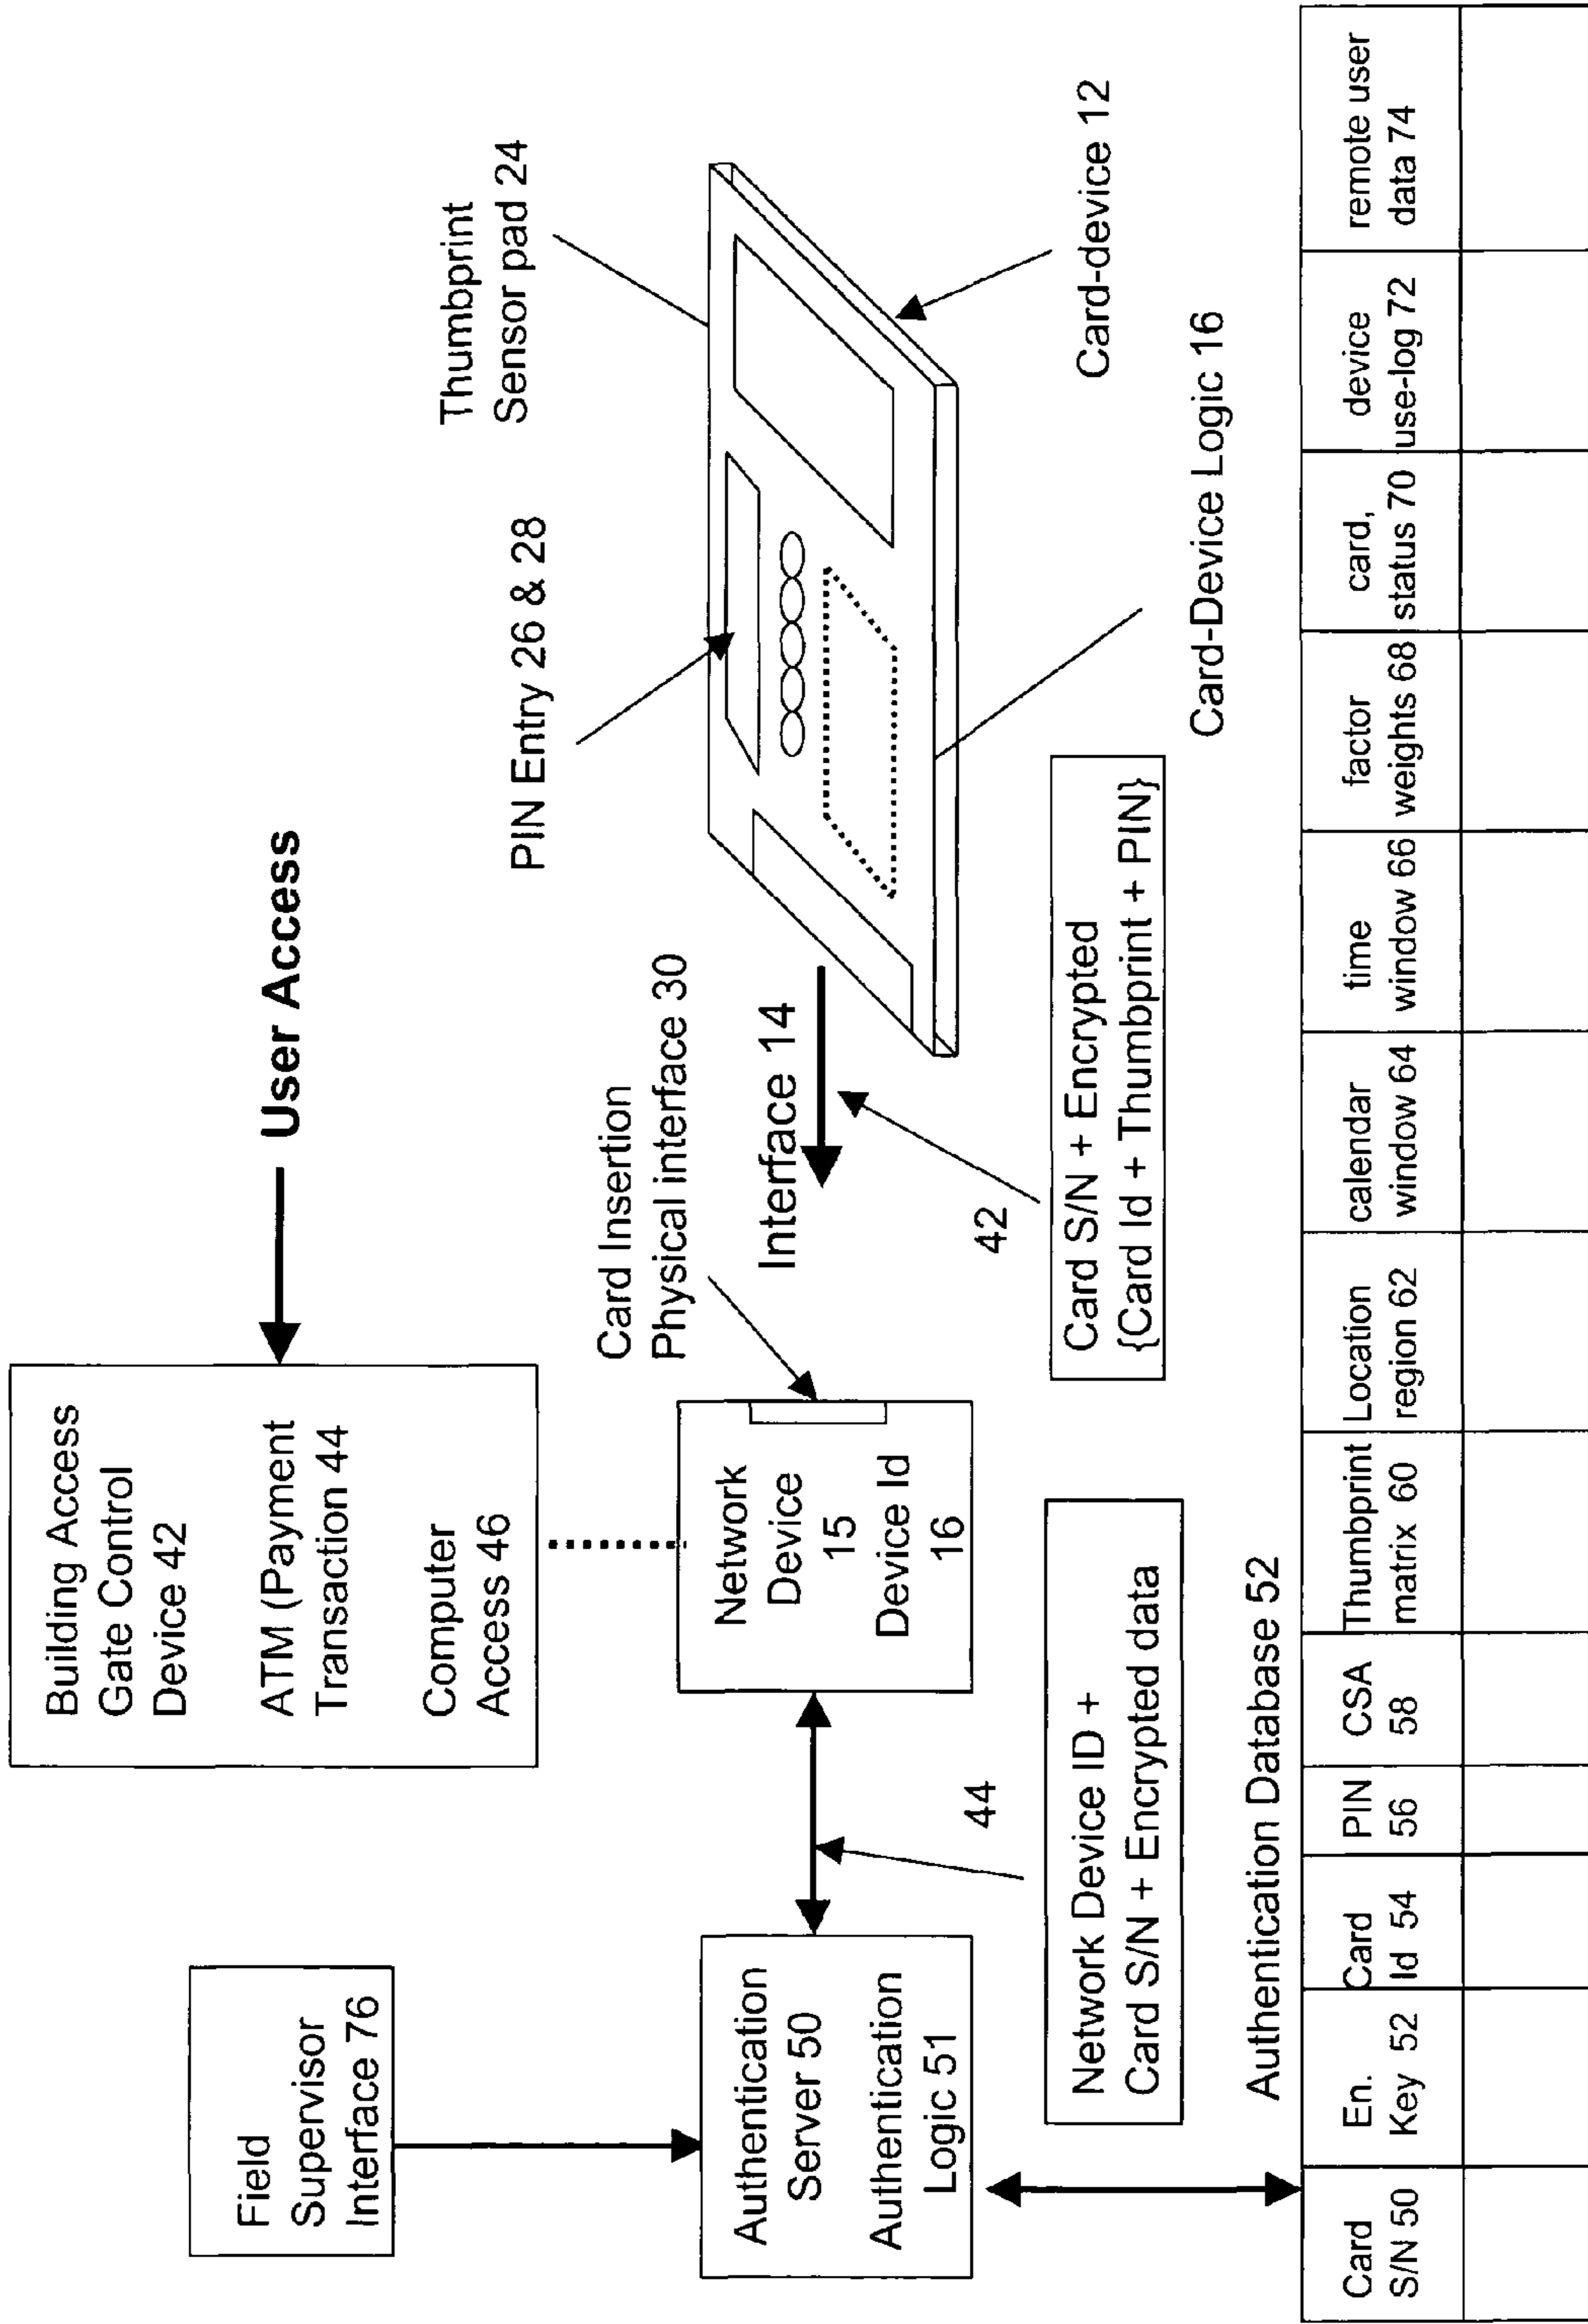 User Access
Building Access
Gate Control
Device 42
ATM (Payment
Transaction 44
Computer
Access 46
Field
Supervisor
Interface 76
Authentication
Server 50
Authentication
Logic 51
Network
Device
15
Device Id
16
Card Insertion
Physical interface 30
Interface 14
PIN Entry 26 & 28
Thumbprint
Sensor pad 24
Card-device 12
Card-Device Logic 16
42
Card S/N + Encrypted
{Card Id + Thumbprint + PIN}
44
Network Device ID +
Card S/N + Encrypted data
Authentication Database 52
Card
S/N 50
En.
Key 52
Card
Id 54
PIN
56
CSA
58
Thumbprint
matrix 60
Location
region 62
calendar
window 64
time
window 66
factor
weights 68
card,
status 70
device
use-log 72
remote user
data 74